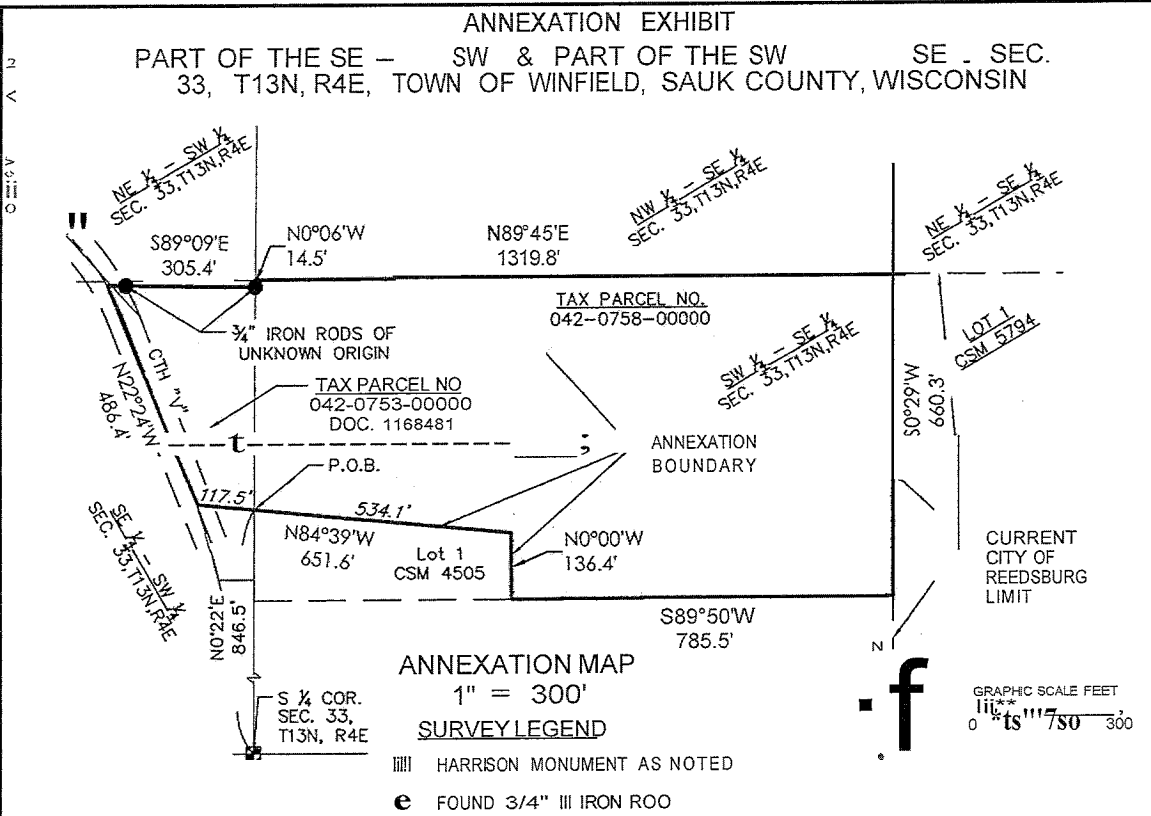 ANNEXATION EXHIBIT
PART OF THE SE – SW & PART OF THE SW SE - SEC.
33, T13N, R4E, TOWN OF WINFIELD, SAUK COUNTY, WISCONSIN
NE ¼ – SW ¼
SEC. 33,T13N,R4E
NW ¼ – SE ¼
SEC. 33,T13N,R4E
NE ¼ – SE ¼
SEC. 33,T13N,R4E
S89°09'E
305.4'
N0°06'W
14.5'
N89°45'E
1319.8'
TAX PARCEL NO.
042-0758-00000
LOT 1
CSM 5794
¾" IRON RODS OF
UNKNOWN ORIGIN
SW ¼ – SE ¼
SEC. 33,T13N,R4E
CTH "V"
N22°24'W
486.4'
TAX PARCEL NO
042-0753-00000
DOC. 1168481
S0°29'W
660.3'
t
;
ANNEXATION
BOUNDARY
P.O.B.
117.5'
534.1'
N84°39'W
651.6'
Lot 1
CSM 4505
N0°00'W
136.4'
SE ¼ – SW ¼
SEC. 33,T13N,R4E
CURRENT
CITY OF
REEDSBURG
LIMIT
N0°22'E
846.5'
S89°50'W
785.5'
N
ANNEXATION MAP
1" = 300'
S ¼ COR.
SEC. 33,
T13N, R4E
SURVEY LEGEND
HARRISON MONUMENT AS NOTED
e FOUND 3/4" III IRON ROO
f
GRAPHIC SCALE FEET
0 *ts'"'7so 300